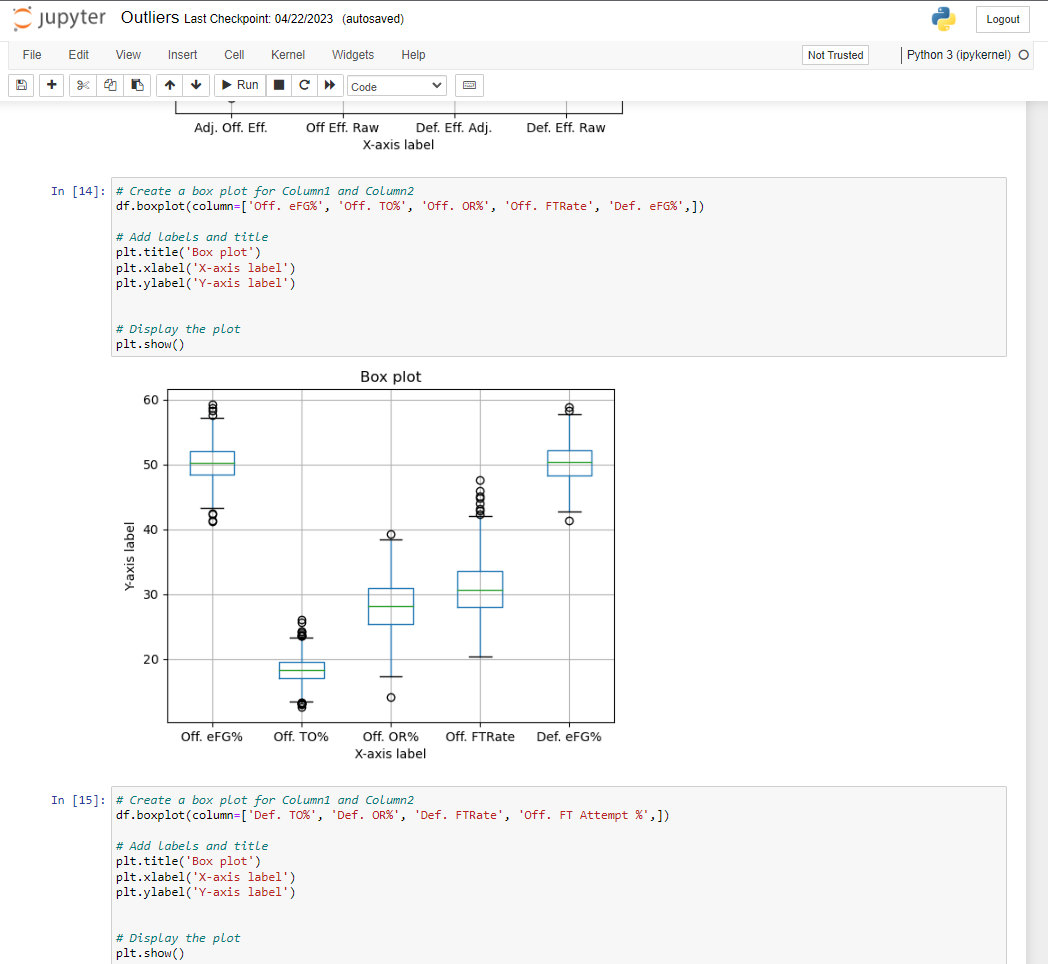 jupyter Outliers Last Checkpoint: 04/22/2023 (autosaved) Logout
File Edit View Insert Cell Kernel Widgets Help Not Trusted Python 3 (ipykernel)
Run Code
Adj. Off. Eff. Off Eff. Raw Def. Eff. Adj. Def. Eff. Raw
X-axis label
In [14]: # Create a box plot for Column1 and Column2
df.boxplot(column=['Off. eFG%', 'Off. TO%', 'Off. OR%', 'Off. FTRate', 'Def. eFG%',])
# Add labels and title
plt.title('Box plot')
plt.xlabel('X-axis label')
plt.ylabel('Y-axis label')
# Display the plot
plt.show()
Box plot
60
50
40
30
20
Y-axis label
Off. eFG% Off. TO% Off. OR% Off. FTRate Def. eFG%
X-axis label
In [15]: # Create a box plot for Column1 and Column2
df.boxplot(column=['Def. TO%', 'Def. OR%', 'Def. FTRate', 'Off. FT Attempt %',])
# Add labels and title
plt.title('Box plot')
plt.xlabel('X-axis label')
plt.ylabel('Y-axis label')
# Display the plot
plt.show()